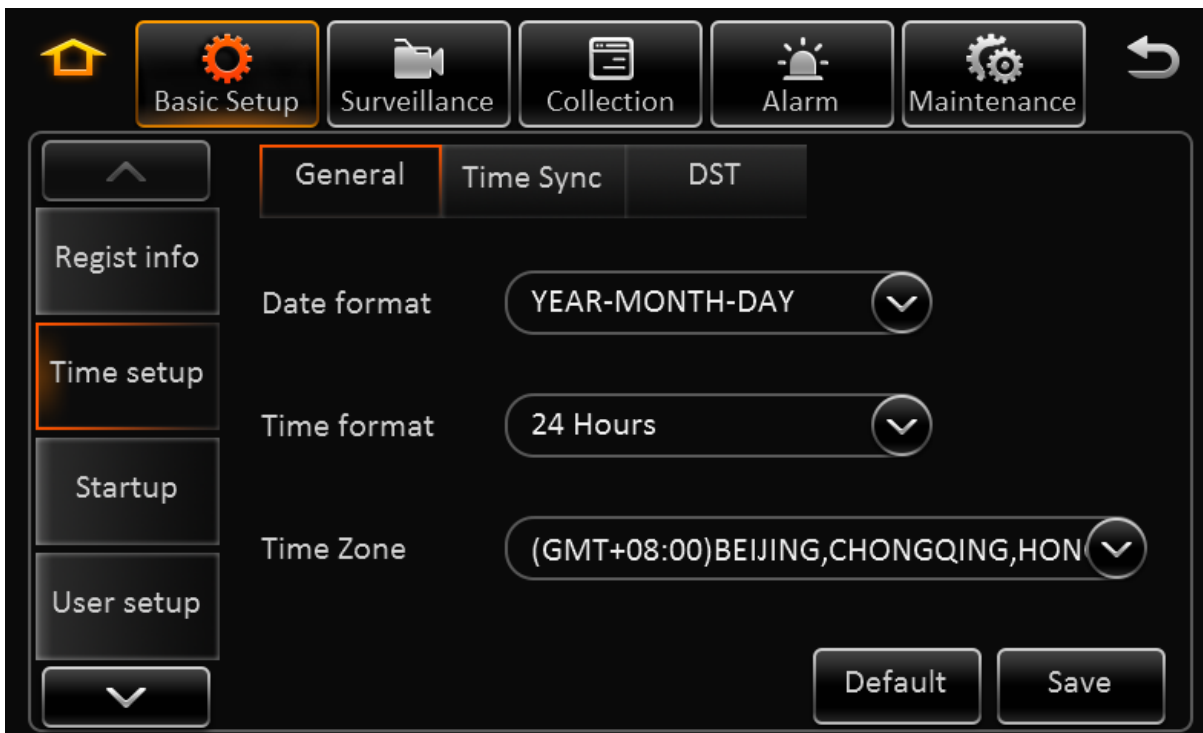 Basic Setup
Surveillance
Collection
Alarm
Maintenance
General
Time Sync
DST
Regist info
Time setup
Startup
User setup
Date format
YEAR-MONTH-DAY
Time format
24 Hours
Time Zone
(GMT+08:00)BEIJING,CHONGQING,HON
Default
Save